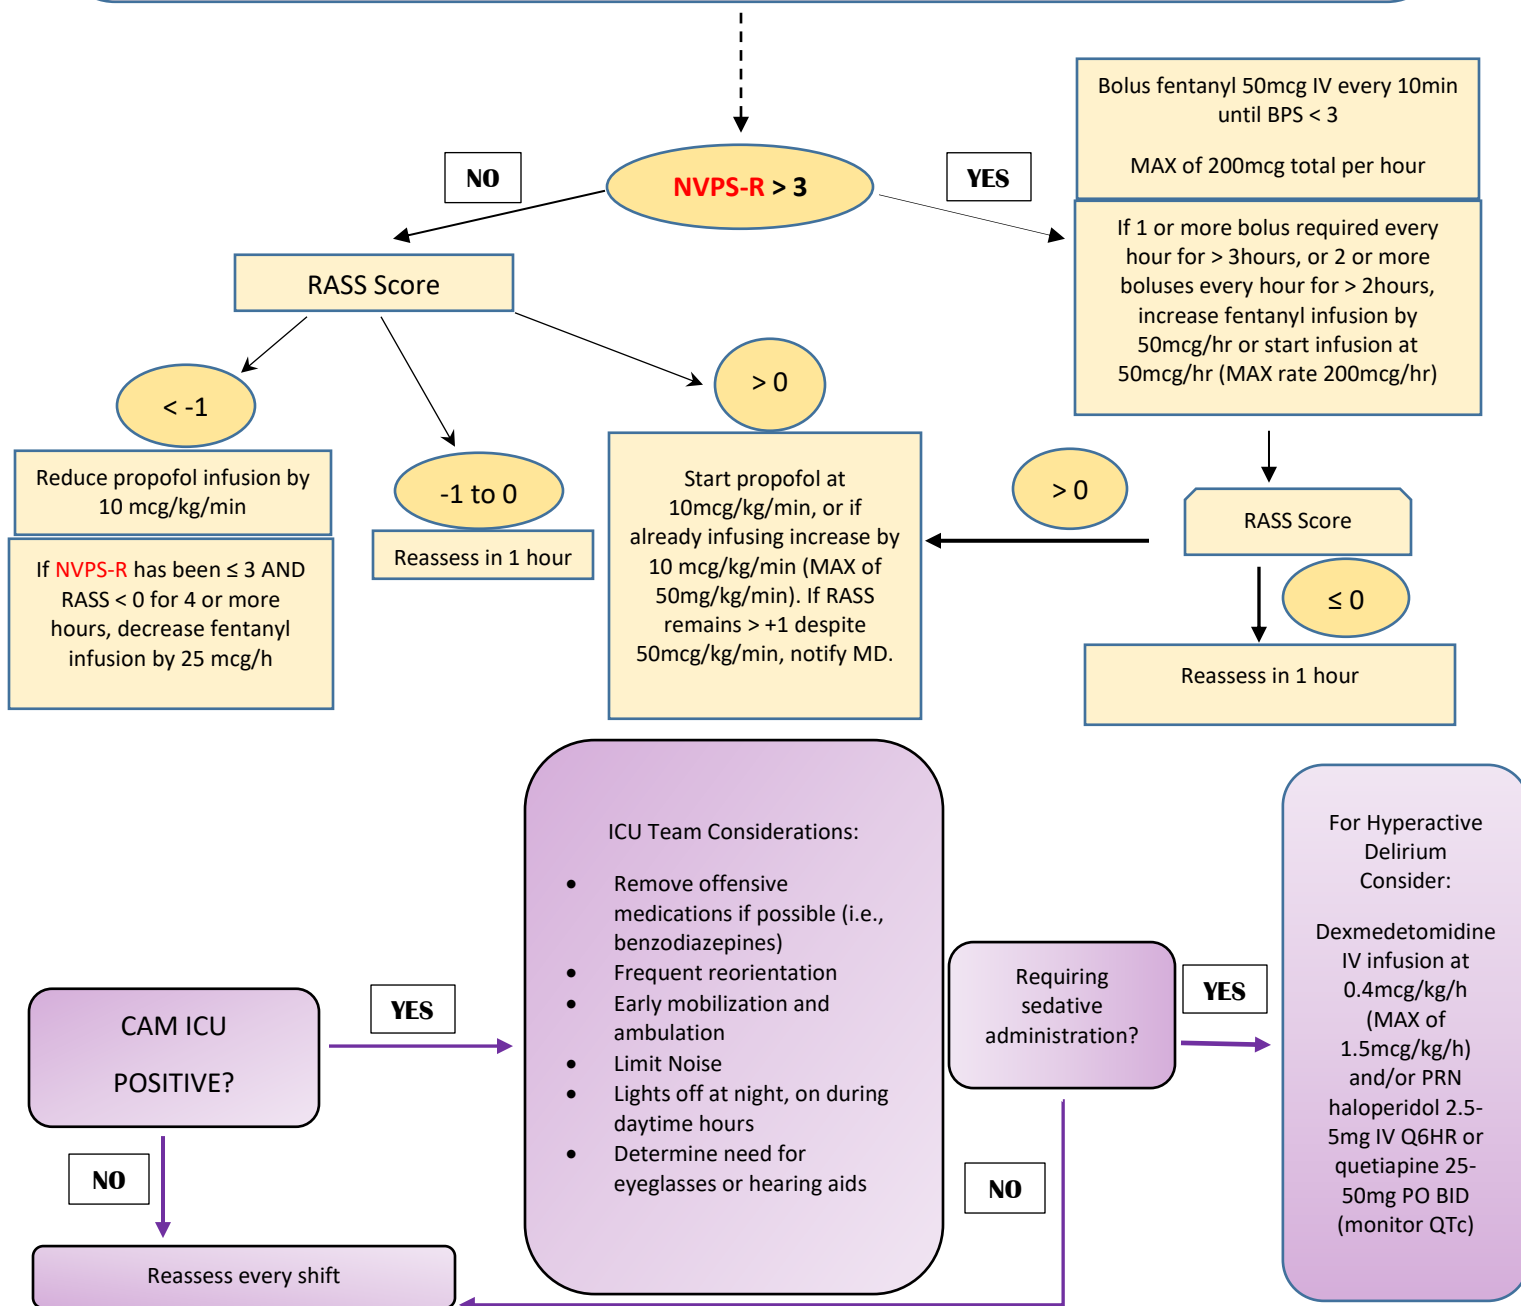 Bolus fentanyl 50mcg IV every 10min
until BPS < 3
MAX of 200mcg total per hour
NO
NVPS-R > 3
YES
If 1 or more bolus required every
hour for > 3hours, or 2 or more
boluses every hour for > 2hours,
increase fentanyl infusion by
50mcg/hr or start infusion at
50mcg/hr (MAX rate 200mcg/hr)
RASS Score
< -1
-1 to 0
> 0
Reduce propofol infusion by
10 mcg/kg/min
If NVPS-R has been ≤ 3 AND
RASS < 0 for 4 or more
hours, decrease fentanyl
infusion by 25 mcg/h
Reassess in 1 hour
Start propofol at
10mcg/kg/min, or if
already infusing increase by
10 mcg/kg/min (MAX of
50mg/kg/min). If RASS
remains > +1 despite
50mcg/kg/min, notify MD.
> 0
RASS Score
≤ 0
Reassess in 1 hour
CAM ICU
POSITIVE?
YES
NO
Reassess every shift
ICU Team Considerations:
• Remove offensive
medications if possible (i.e.,
benzodiazepines)
• Frequent reorientation
• Early mobilization and
ambulation
• Limit Noise
• Lights off at night, on during
daytime hours
• Determine need for
eyeglasses or hearing aids
Requiring
sedative
administration?
YES
NO
For Hyperactive
Delirium
Consider:
Dexmedetomidine
IV infusion at
0.4mcg/kg/h
(MAX of
1.5mcg/kg/h)
and/or PRN
haloperidol 2.5-
5mg IV Q6HR or
quetiapine 25-
50mg PO BID
(monitor QTc)